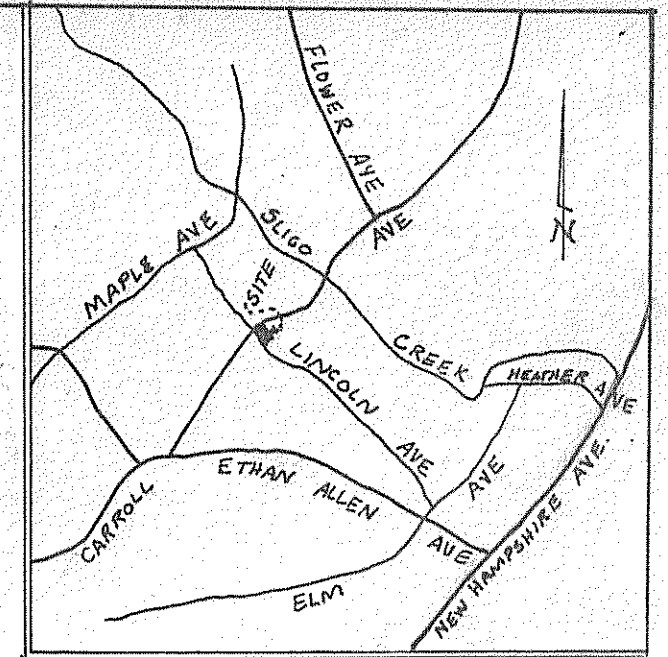 FLOWER AVE
AVE
SLIGO
MAPLE AVE
SITE
N
CREEK
LINCOLN
HEATHER AVE
AVE
AVE
AVE
ETHAN ALLEN
AVE
CARROLL
ELM
NEW HAMPSHIRE AVE.